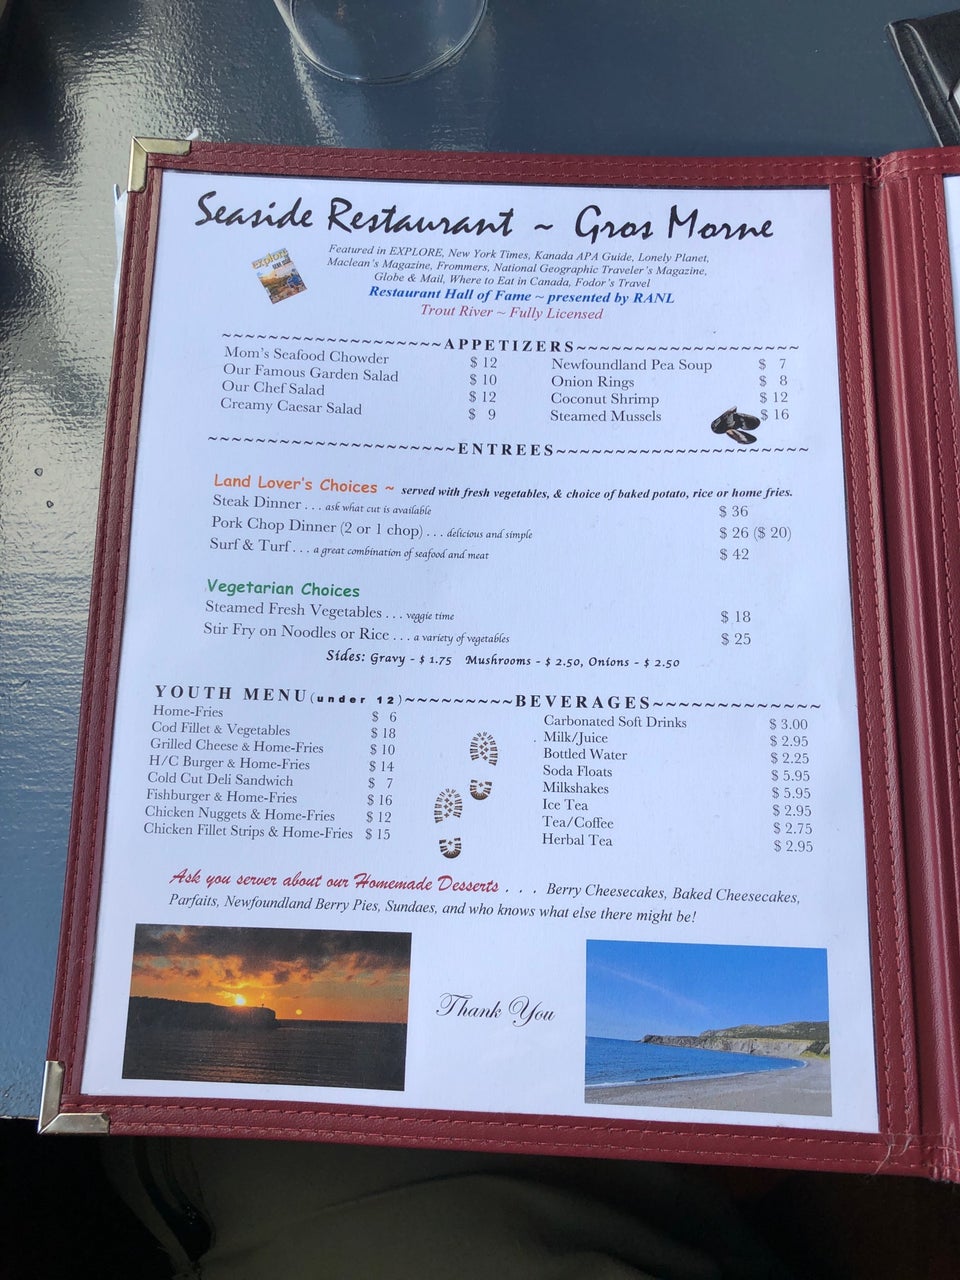 Seaside Restaurant ~ Gros Morne
Featured in EXPLORE, New York Times, Kanada APA Guide, Lonely Planet,
Maclean's Magazine, Frommers, National Geographic Traveler's Magazine,
Globe & Mail, Where to Eat in Canada, Fodor's Travel
Restaurant Hall of Fame ~ presented by RANL
Trout River ~ Fully Licensed
explore
~~~~~~~~~~~~~~~~~~APPETIZERS~~~~~~~~~~~~~~~~~~
Mom's Seafood Chowder $ 12
Our Famous Garden Salad $ 10
Our Chef Salad $ 12
Creamy Caesar Salad $ 9
Newfoundland Pea Soup $ 7
Onion Rings $ 8
Coconut Shrimp $ 12
Steamed Mussels $ 16
~~~~~~~~~~~~~~~~~~~~ENTREES~~~~~~~~~~~~~~~~~~~~
Land Lover's Choices ~ served with fresh vegetables, & choice of baked potato, rice or home fries.
Steak Dinner . . . ask what cut is available $ 36
Pork Chop Dinner (2 or 1 chop) . . . delicious and simple $ 26 ($ 20)
Surf & Turf . . . a great combination of seafood and meat $ 42
Vegetarian Choices
Steamed Fresh Vegetables . . . veggie time $ 18
Stir Fry on Noodles or Rice . . . a variety of vegetables $ 25
Sides: Gravy - $ 1.75 Mushrooms - $ 2.50, Onions - $ 2.50
YOUTH MENU(under 12)~~~~~~~~~BEVERAGES~~~~~~~~~~~~~~
Home-Fries $ 6
Cod Fillet & Vegetables $ 18
Grilled Cheese & Home-Fries $ 10
H/C Burger & Home-Fries $ 14
Cold Cut Deli Sandwich $ 7
Fishburger & Home-Fries $ 16
Chicken Nuggets & Home-Fries $ 12
Chicken Fillet Strips & Home-Fries $ 15
Carbonated Soft Drinks $ 3.00
Milk/Juice $ 2.95
Bottled Water $ 2.25
Soda Floats $ 5.95
Milkshakes $ 5.95
Ice Tea $ 2.95
Tea/Coffee $ 2.75
Herbal Tea $ 2.95
Ask you server about our Homemade Desserts . . . Berry Cheesecakes, Baked Cheesecakes,
Parfaits, Newfoundland Berry Pies, Sundaes, and who knows what else there might be!
Thank You